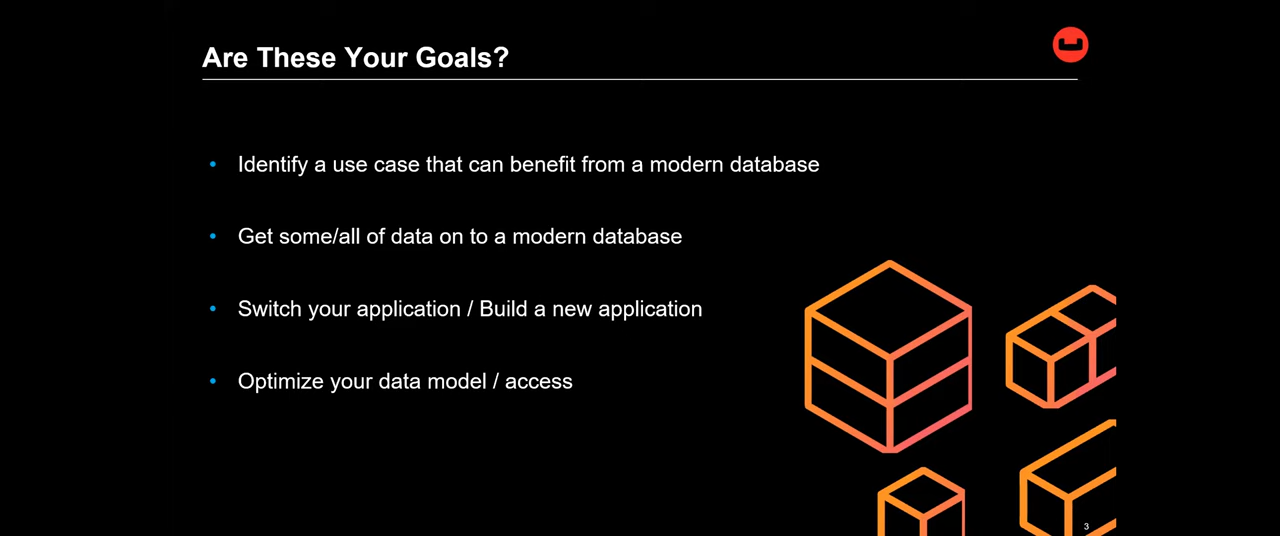 Are These Your Goals?
• Identify a use case that can benefit from a modern database
• Get some/all of data on to a modern database
• Switch your application / Build a new application
• Optimize your data model / access
3